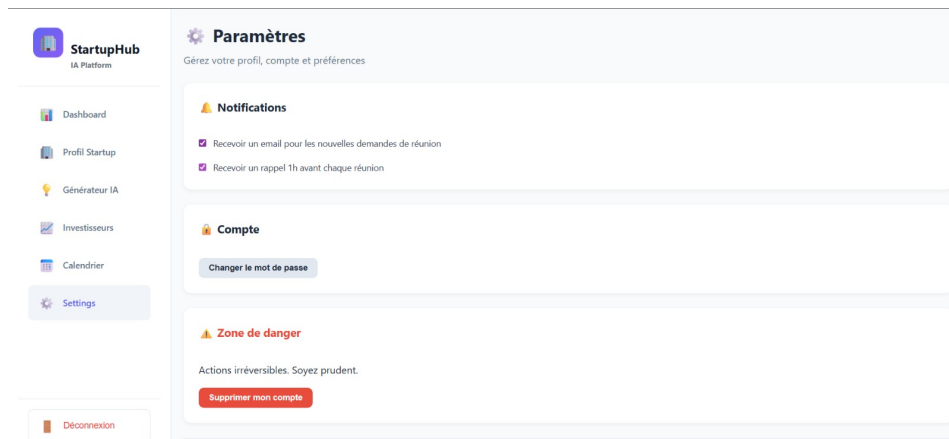 StartupHub
IA Platform
Dashboard
Profil Startup
Générateur IA
Investisseurs
Calendrier
Settings
Déconnexion
Paramètres
Gérez votre profil, compte et préférences
Notifications
Recevoir un email pour les nouvelles demandes de réunion
Recevoir un rappel 1h avant chaque réunion
Compte
Changer le mot de passe
Zone de danger
Actions irréversibles. Soyez prudent.
Supprimer mon compte